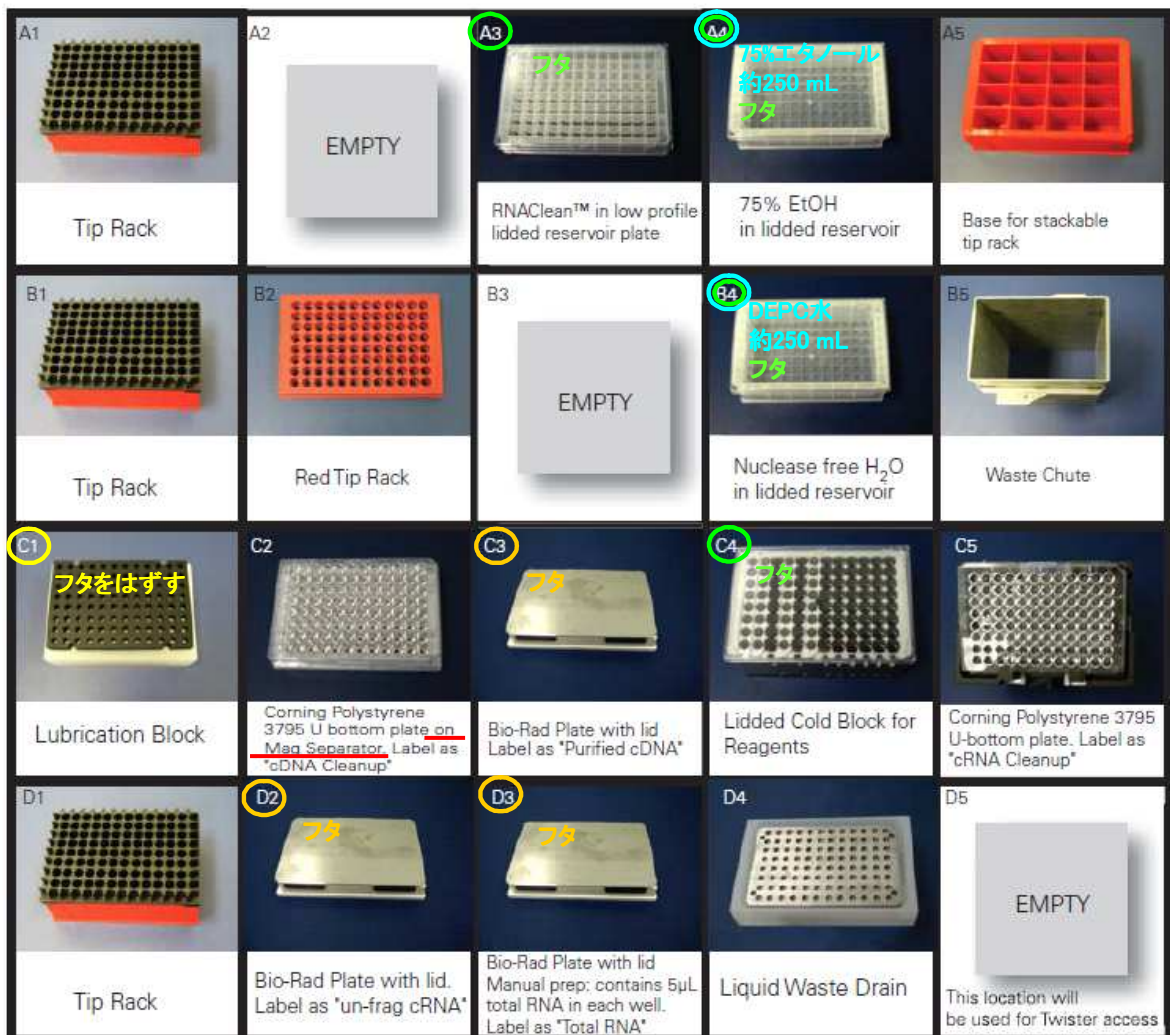 A1
Tip Rack
A2
EMPTY
A3
フタ
RNAClean™ in low profile
lidded reservoir plate
A4
75%エタノール
約250 mL
フタ
75% EtOH
in lidded reservoir
A5
Base for stackable
tip rack
B1
Tip Rack
B2
Red Tip Rack
B3
EMPTY
B4
DEPC水
約250 mL
フタ
Nuclease free H₂O
in lidded reservoir
B5
Waste Chute
C1
フタをはずす
Lubrication Block
C2
Corning Polystyrene
3795 U bottom plate on
Mag Separator. Label as
"cDNA Cleanup"
C3
フタ
Bio-Rad Plate with lid
Label as "Purified cDNA"
C4
フタ
Lidded Cold Block for
Reagents
C5
Corning Polystyrene 3795
U-bottom plate. Label as
"cRNA Cleanup"
D1
Tip Rack
D2
フタ
Bio-Rad Plate with lid.
Label as "un-frag cRNA"
D3
フタ
Bio-Rad Plate with lid
Manual prep: contains 5µL
total RNA in each well.
Label as "Total RNA"
D4
Liquid Waste Drain
D5
EMPTY
This location will
be used for Twister access